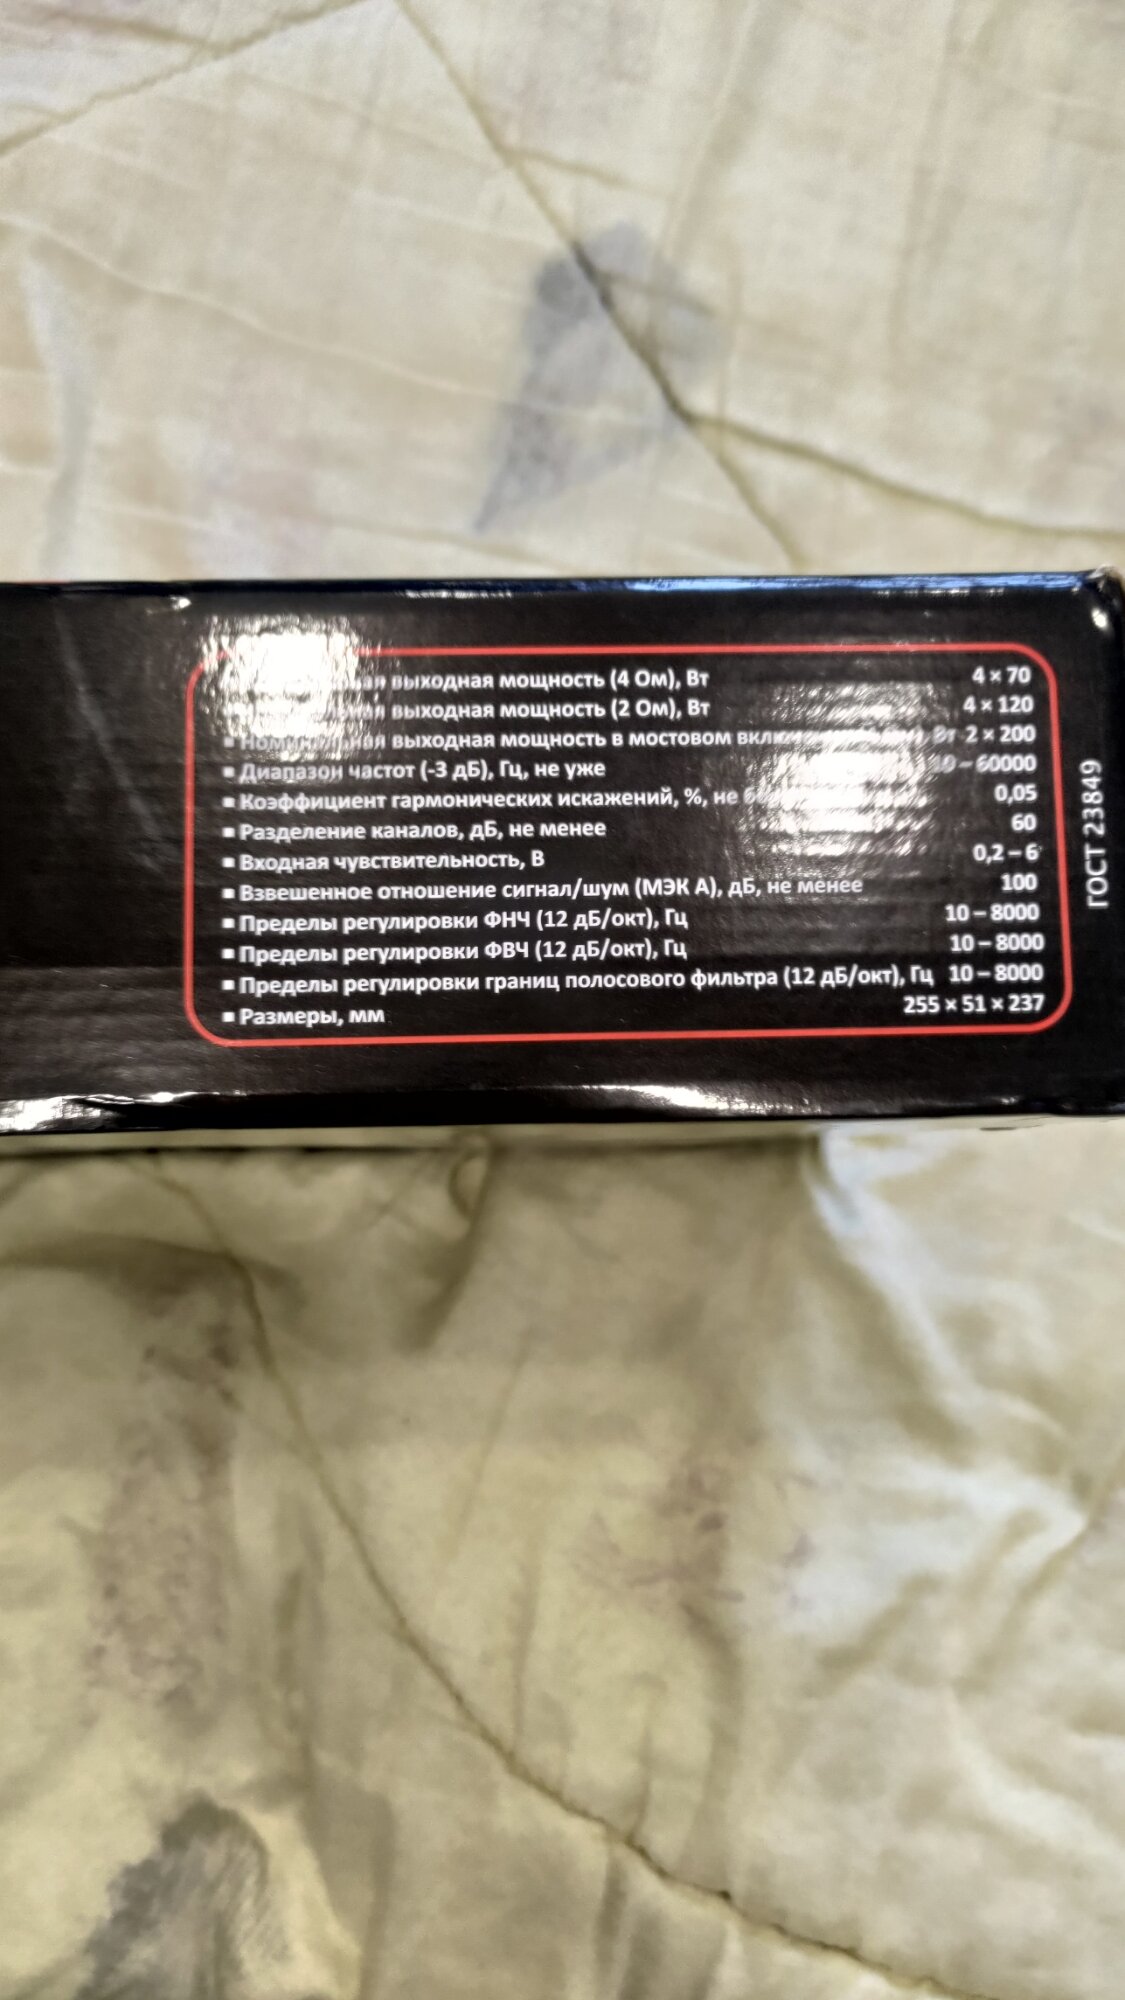 выходная мощность (4 Ом), Вт 4 × 70
выходная мощность (2 Ом), Вт 4 × 120
▪ Номинальная выходная мощность в мостовом Вт 2 × 200
▪ Диапазон частот (-3 дБ), Гц, не уже 10 – 60000
▪ Коэффициент гармонических искажений, %, не 0,05
▪ Разделение каналов, дБ, не менее 60
▪ Входная чувствительность, В 0,2 – 6
▪ Взвешенное отношение сигнал/шум (МЭК А), дБ, не менее 100
▪ Пределы регулировки ФНЧ (12 дБ/окт), Гц 10 – 8000
▪ Пределы регулировки ФВЧ (12 дБ/окт), Гц 10 – 8000
▪ Пределы регулировки границ полосового фильтра (12 дБ/окт), Гц 10 – 8000
▪ Размеры, мм 255 × 51 × 237
ГОСТ 23849